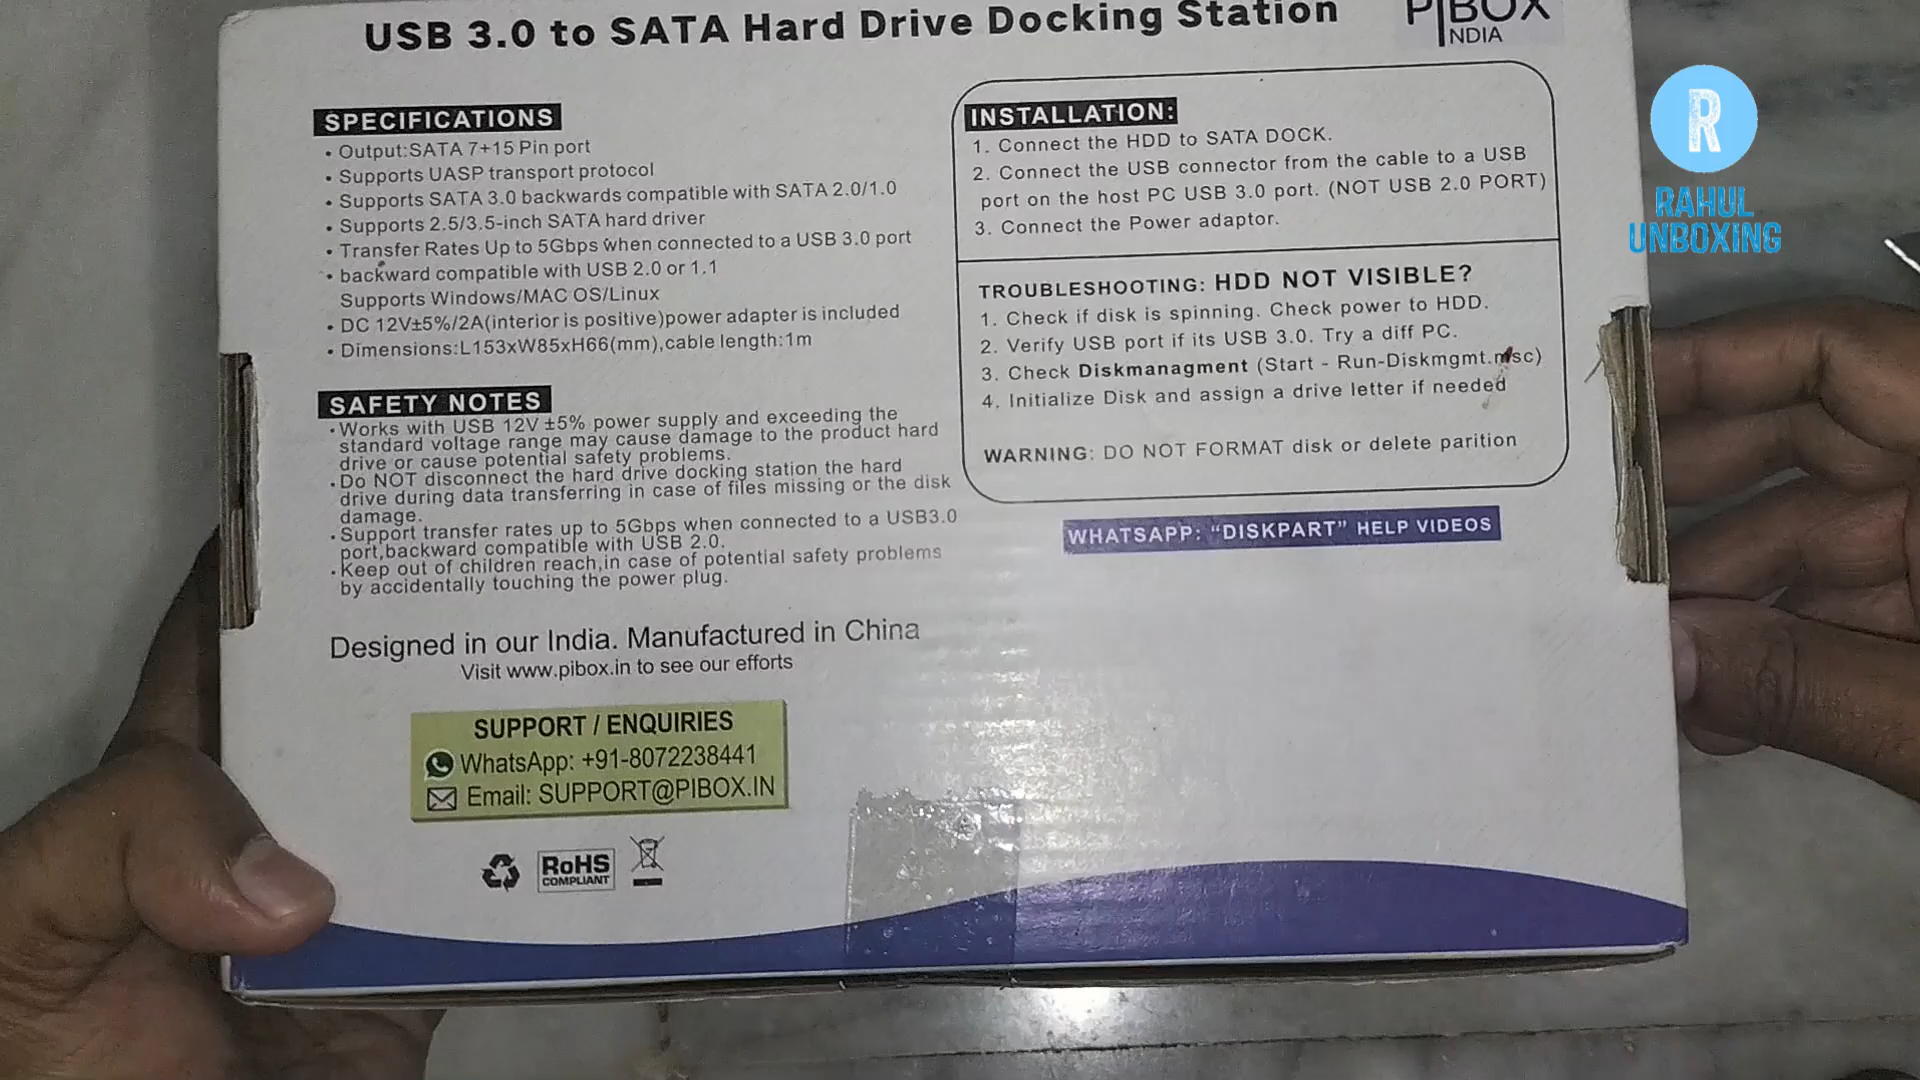 USB 3.0 to SATA Hard Drive Docking Station
PIBOX
INDIA
SPECIFICATIONS
• Output:SATA 7+15 Pin port
• Supports UASP transport protocol
• Supports SATA 3.0 backwards compatible with SATA 2.0/1.0
• Supports 2.5/3.5-inch SATA hard driver
• Transfer Rates Up to 5Gbps when connected to a USB 3.0 port
• backward compatible with USB 2.0 or 1.1
Supports Windows/MAC OS/Linux
• DC 12V±5%/2A(interior is positive)power adapter is included
• Dimensions:L153xW85xH66(mm),cable length:1m
SAFETY NOTES
• Works with USB 12V ±5% power supply and exceeding the
standard voltage range may cause damage to the product hard
drive or cause potential safety problems.
• Do NOT disconnect the hard drive docking station the hard
drive during data transferring in case of files missing or the disk
damage.
• Support transfer rates up to 5Gbps when connected to a USB3.0
port,backward compatible with USB 2.0.
• Keep out of children reach,in case of potential safety problems
by accidentally touching the power plug.
Designed in our India. Manufactured in China
Visit www.pibox.in to see our efforts
SUPPORT / ENQUIRIES
WhatsApp: +91-8072238441
Email: SUPPORT@PIBOX.IN
RoHS
COMPLIANT
INSTALLATION:
1. Connect the HDD to SATA DOCK.
2. Connect the USB connector from the cable to a USB
port on the host PC USB 3.0 port. (NOT USB 2.0 PORT)
3. Connect the Power adaptor.
TROUBLESHOOTING: HDD NOT VISIBLE?
1. Check if disk is spinning. Check power to HDD.
2. Verify USB port if its USB 3.0. Try a diff PC.
3. Check Diskmanagment (Start - Run-Diskmgmt.msc)
4. Initialize Disk and assign a drive letter if needed
WARNING: DO NOT FORMAT disk or delete parition
WHATSAPP: "DISKPART" HELP VIDEOS
R
RAHUL
UNBOXING